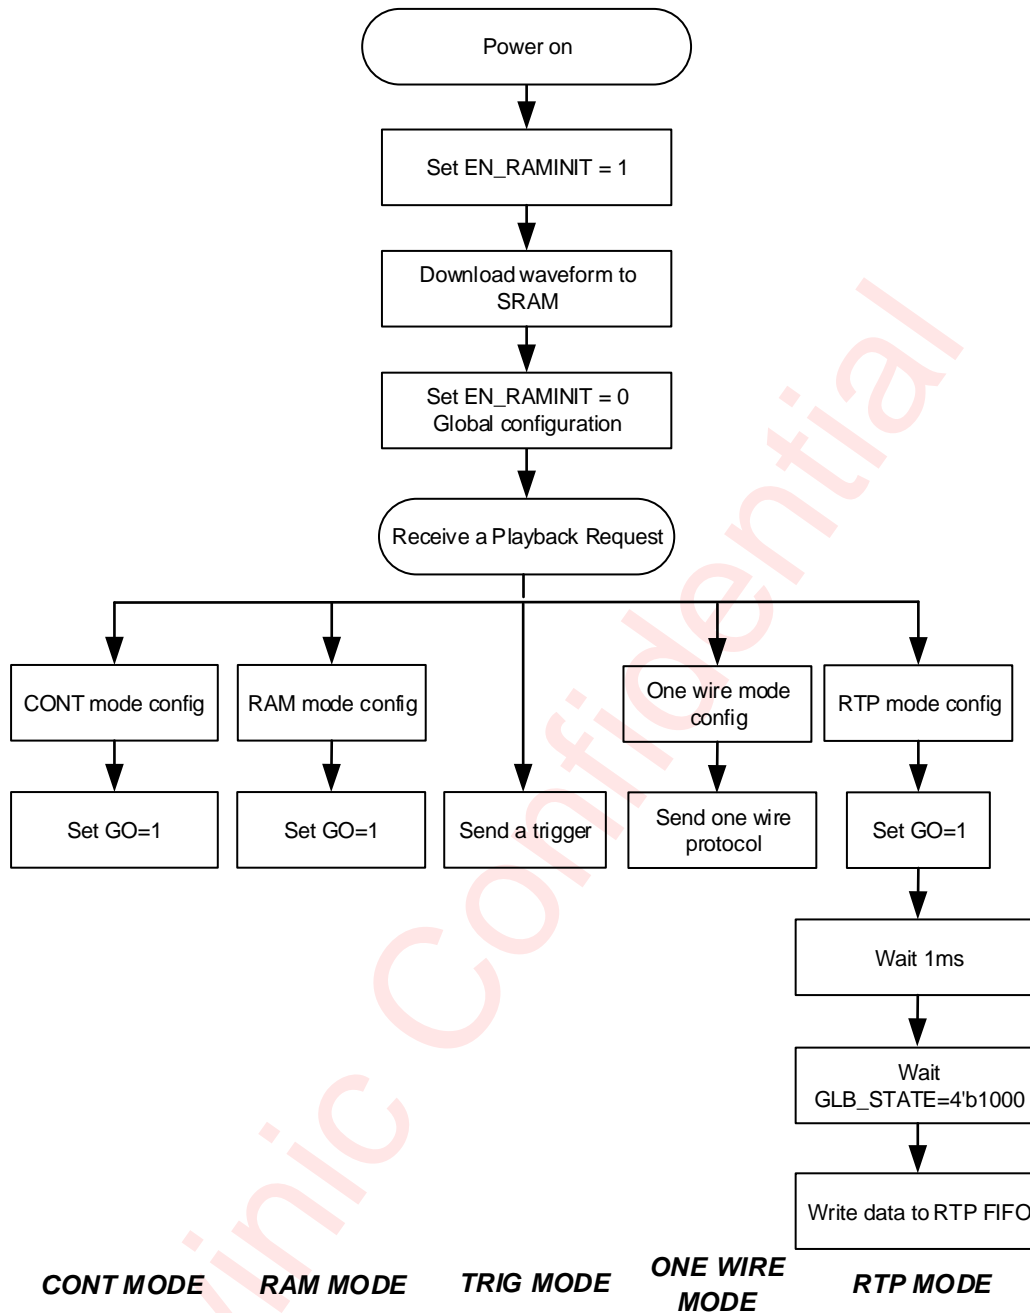 Power on
Set EN_RAMINIT = 1
Download waveform to
SRAM
Set EN_RAMINIT = 0
Global configuration
Receive a Playback Request
CONT mode config
RAM mode config
One wire mode
config
RTP mode config
Set GO=1
Set GO=1
Send a trigger
Send one wire
protocol
Set GO=1
Wait 1ms
Wait
GLB_STATE=4'b1000
Write data to RTP FIFO
CONT MODE
RAM MODE
TRIG MODE
ONE WIRE
MODE
RTP MODE
vinic Confidential